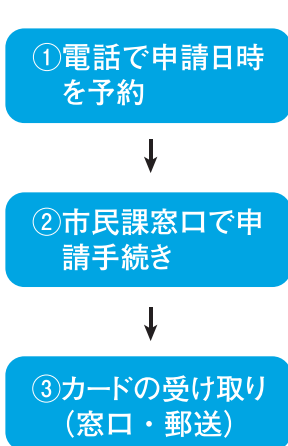 ①電話で申請日時
を予約
②市民課窓口で申
請手続き
③カードの受け取り
（窓口・郵送）